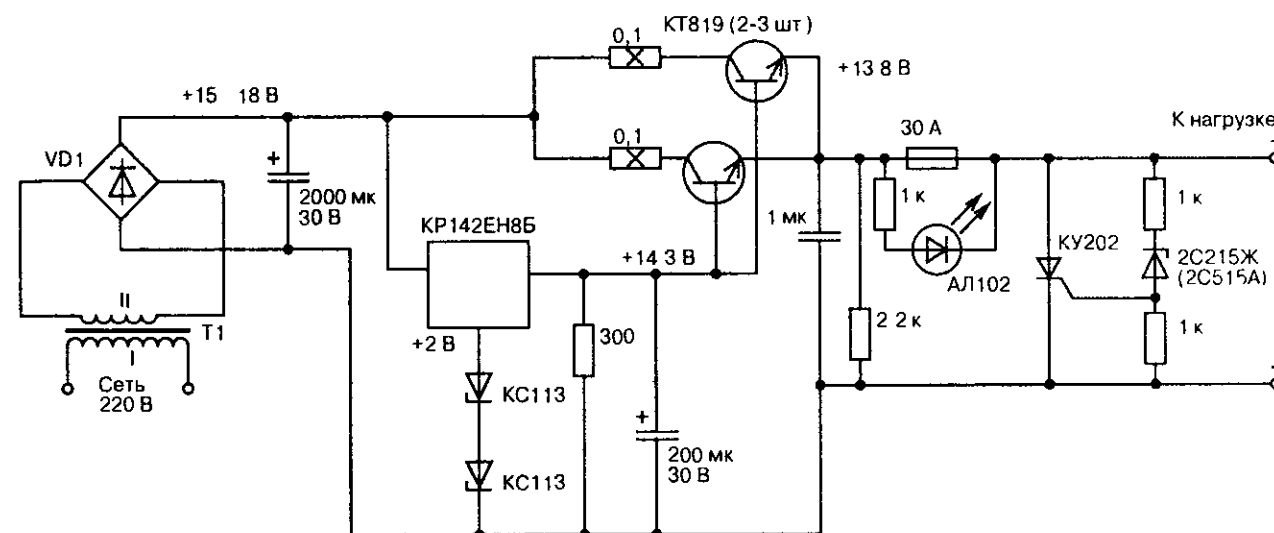 КТ819 (2-3 шт )
0,1
+13 8 В
+15 18 В
30 А
К нагрузке
VD1
+
2000 мк
30 В
0,1
1 к
1 мк
1 к
КР142ЕН8Б
КУ202
2С215Ж
(2С515А)
+14 3 В
АЛ102
II
T1
300
2 2 к
1 к
+2 В
I
Сеть
220 В
КС113
+
200 мк
30 В
КС113